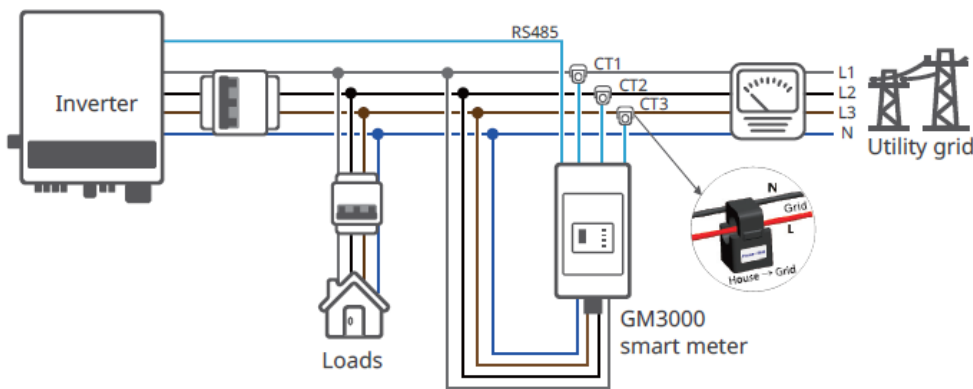 RS485
CT1
L1
CT2
L2
Inverter
CT3
L3
N
Utility grid
N
Grid
L
House → Grid
GM3000
smart meter
Loads